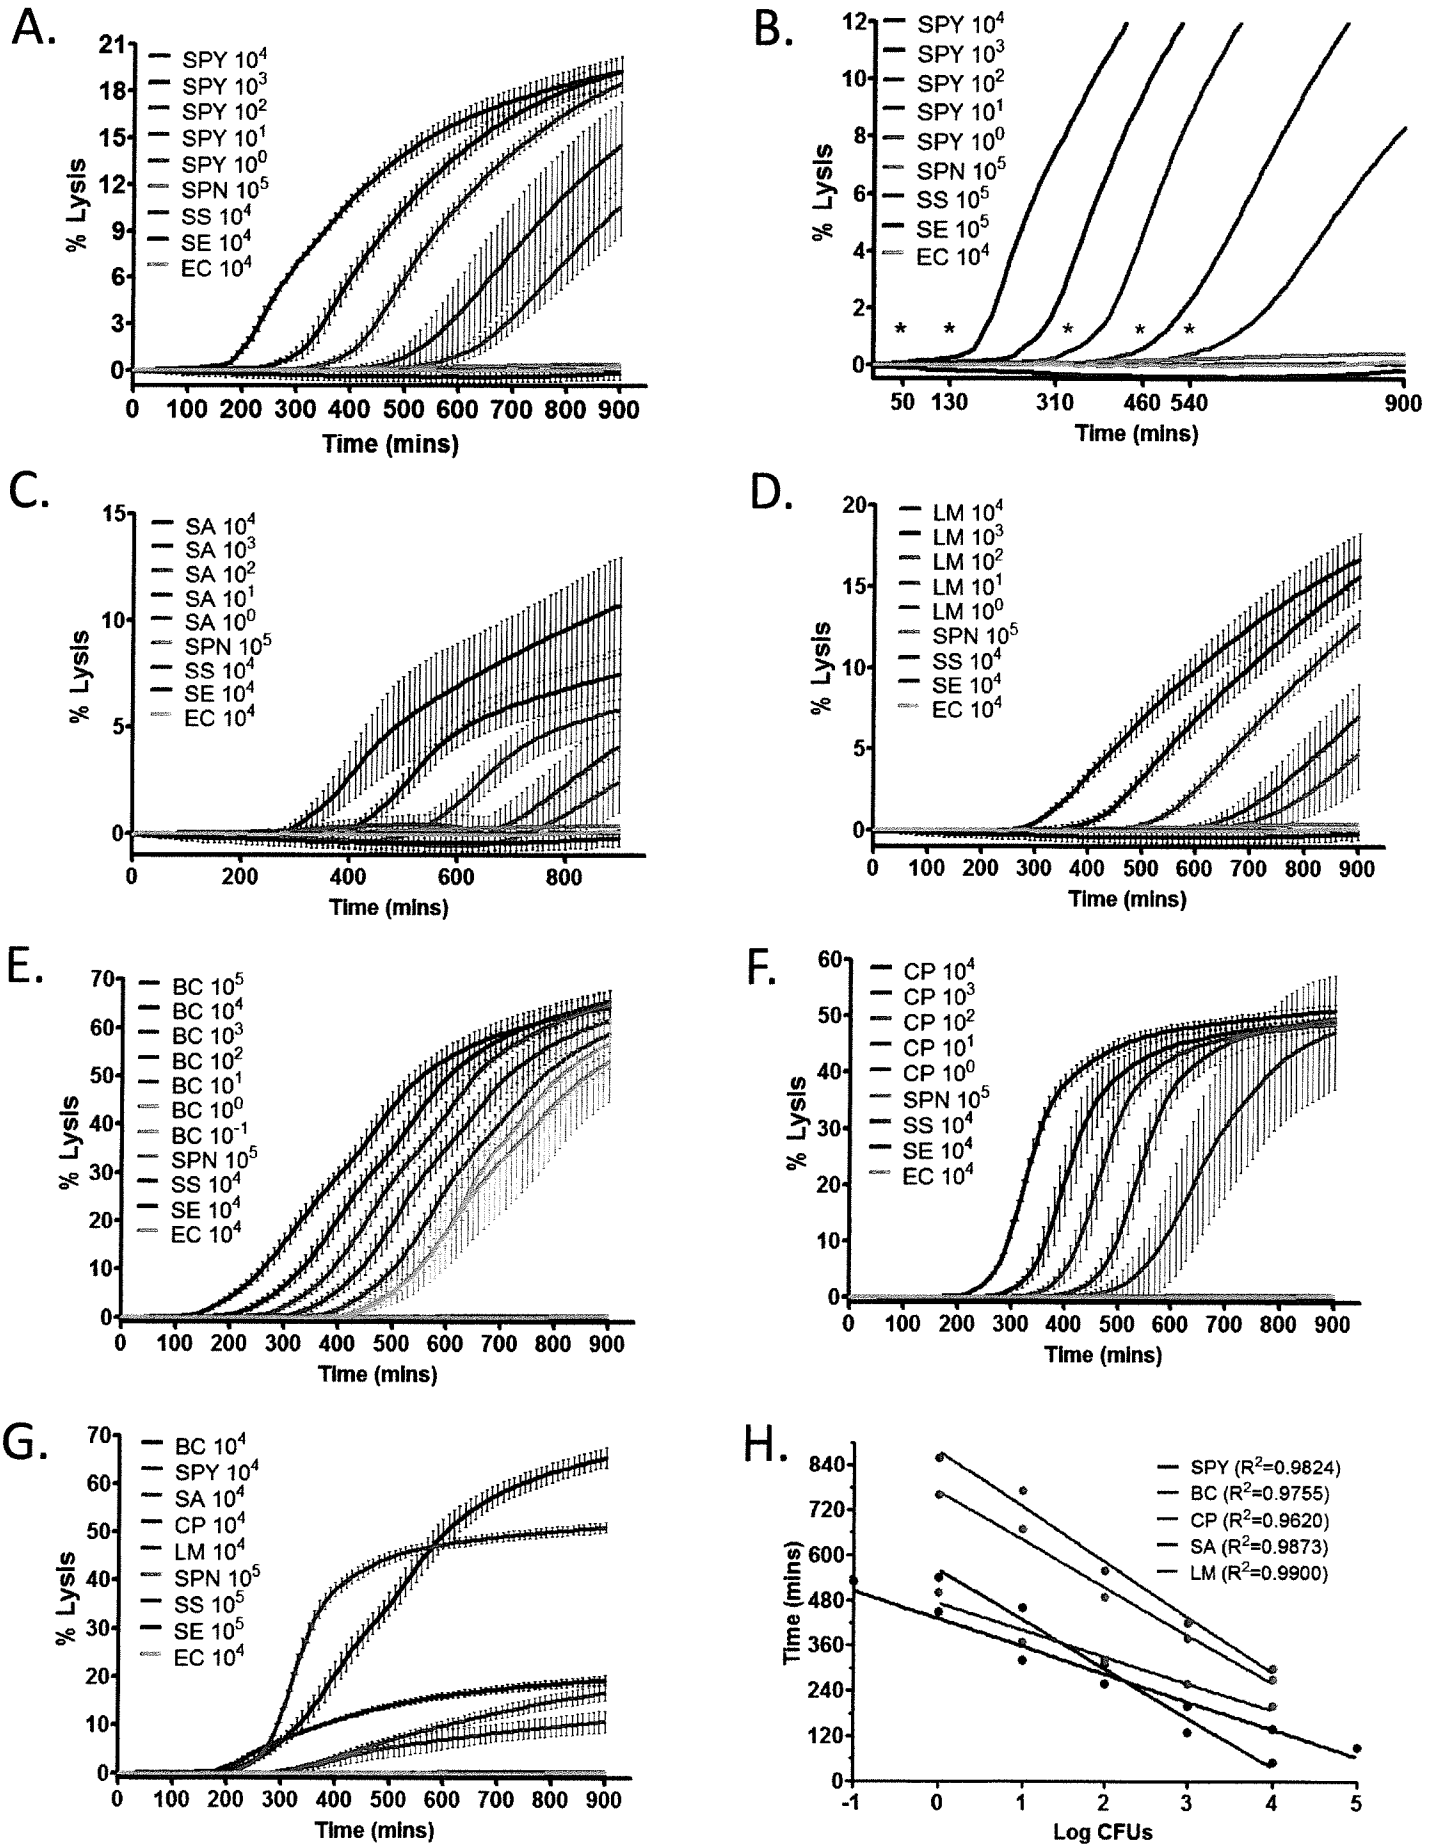 A.
21
18
15
12
9
6
3
0
% Lysis
SPY 10⁴
SPY 10³
SPY 10²
SPY 10¹
SPY 10⁰
SPN 10⁵
SS 10⁴
SE 10⁴
EC 10⁴
0 100 200 300 400 500 600 700 800 900
Time (mins)
B.
12
10
8
6
4
2
0
% Lysis
SPY 10⁴
SPY 10³
SPY 10²
SPY 10¹
SPY 10⁰
SPN 10⁵
SS 10⁵
SE 10⁵
EC 10⁴
* * * * *
50 130 310 460 540 900
Time (mins)
C.
15
10
5
0
% Lysis
SA 10⁴
SA 10³
SA 10²
SA 10¹
SA 10⁰
SPN 10⁵
SS 10⁴
SE 10⁴
EC 10⁴
0 200 400 600 800
Time (mins)
D.
20
15
10
5
0
% Lysis
LM 10⁴
LM 10³
LM 10²
LM 10¹
LM 10⁰
SPN 10⁵
SS 10⁴
SE 10⁴
EC 10⁴
0 100 200 300 400 500 600 700 800 900
Time (mins)
E.
70
60
50
40
30
20
10
0
% Lysis
BC 10⁵
BC 10⁴
BC 10³
BC 10²
BC 10¹
BC 10⁰
BC 10⁻¹
SPN 10⁵
SS 10⁴
SE 10⁴
EC 10⁴
0 100 200 300 400 500 600 700 800 900
Time (mins)
F.
60
50
40
30
20
10
0
% Lysis
CP 10⁴
CP 10³
CP 10²
CP 10¹
CP 10⁰
SPN 10⁵
SS 10⁴
SE 10⁴
EC 10⁴
0 100 200 300 400 500 600 700 800 900
Time (mins)
G.
70
60
50
40
30
20
10
0
% Lysis
BC 10⁴
SPY 10⁴
SA 10⁴
CP 10⁴
LM 10⁴
SPN 10⁵
SS 10⁵
SE 10⁵
EC 10⁴
0 100 200 300 400 500 600 700 800 900
Time (mins)
H.
840
720
600
480
360
240
120
0
Time (mins)
SPY (R²=0.9824)
BC (R²=0.9755)
CP (R²=0.9620)
SA (R²=0.9873)
LM (R²=0.9900)
-1 0 1 2 3 4 5
Log CFUs